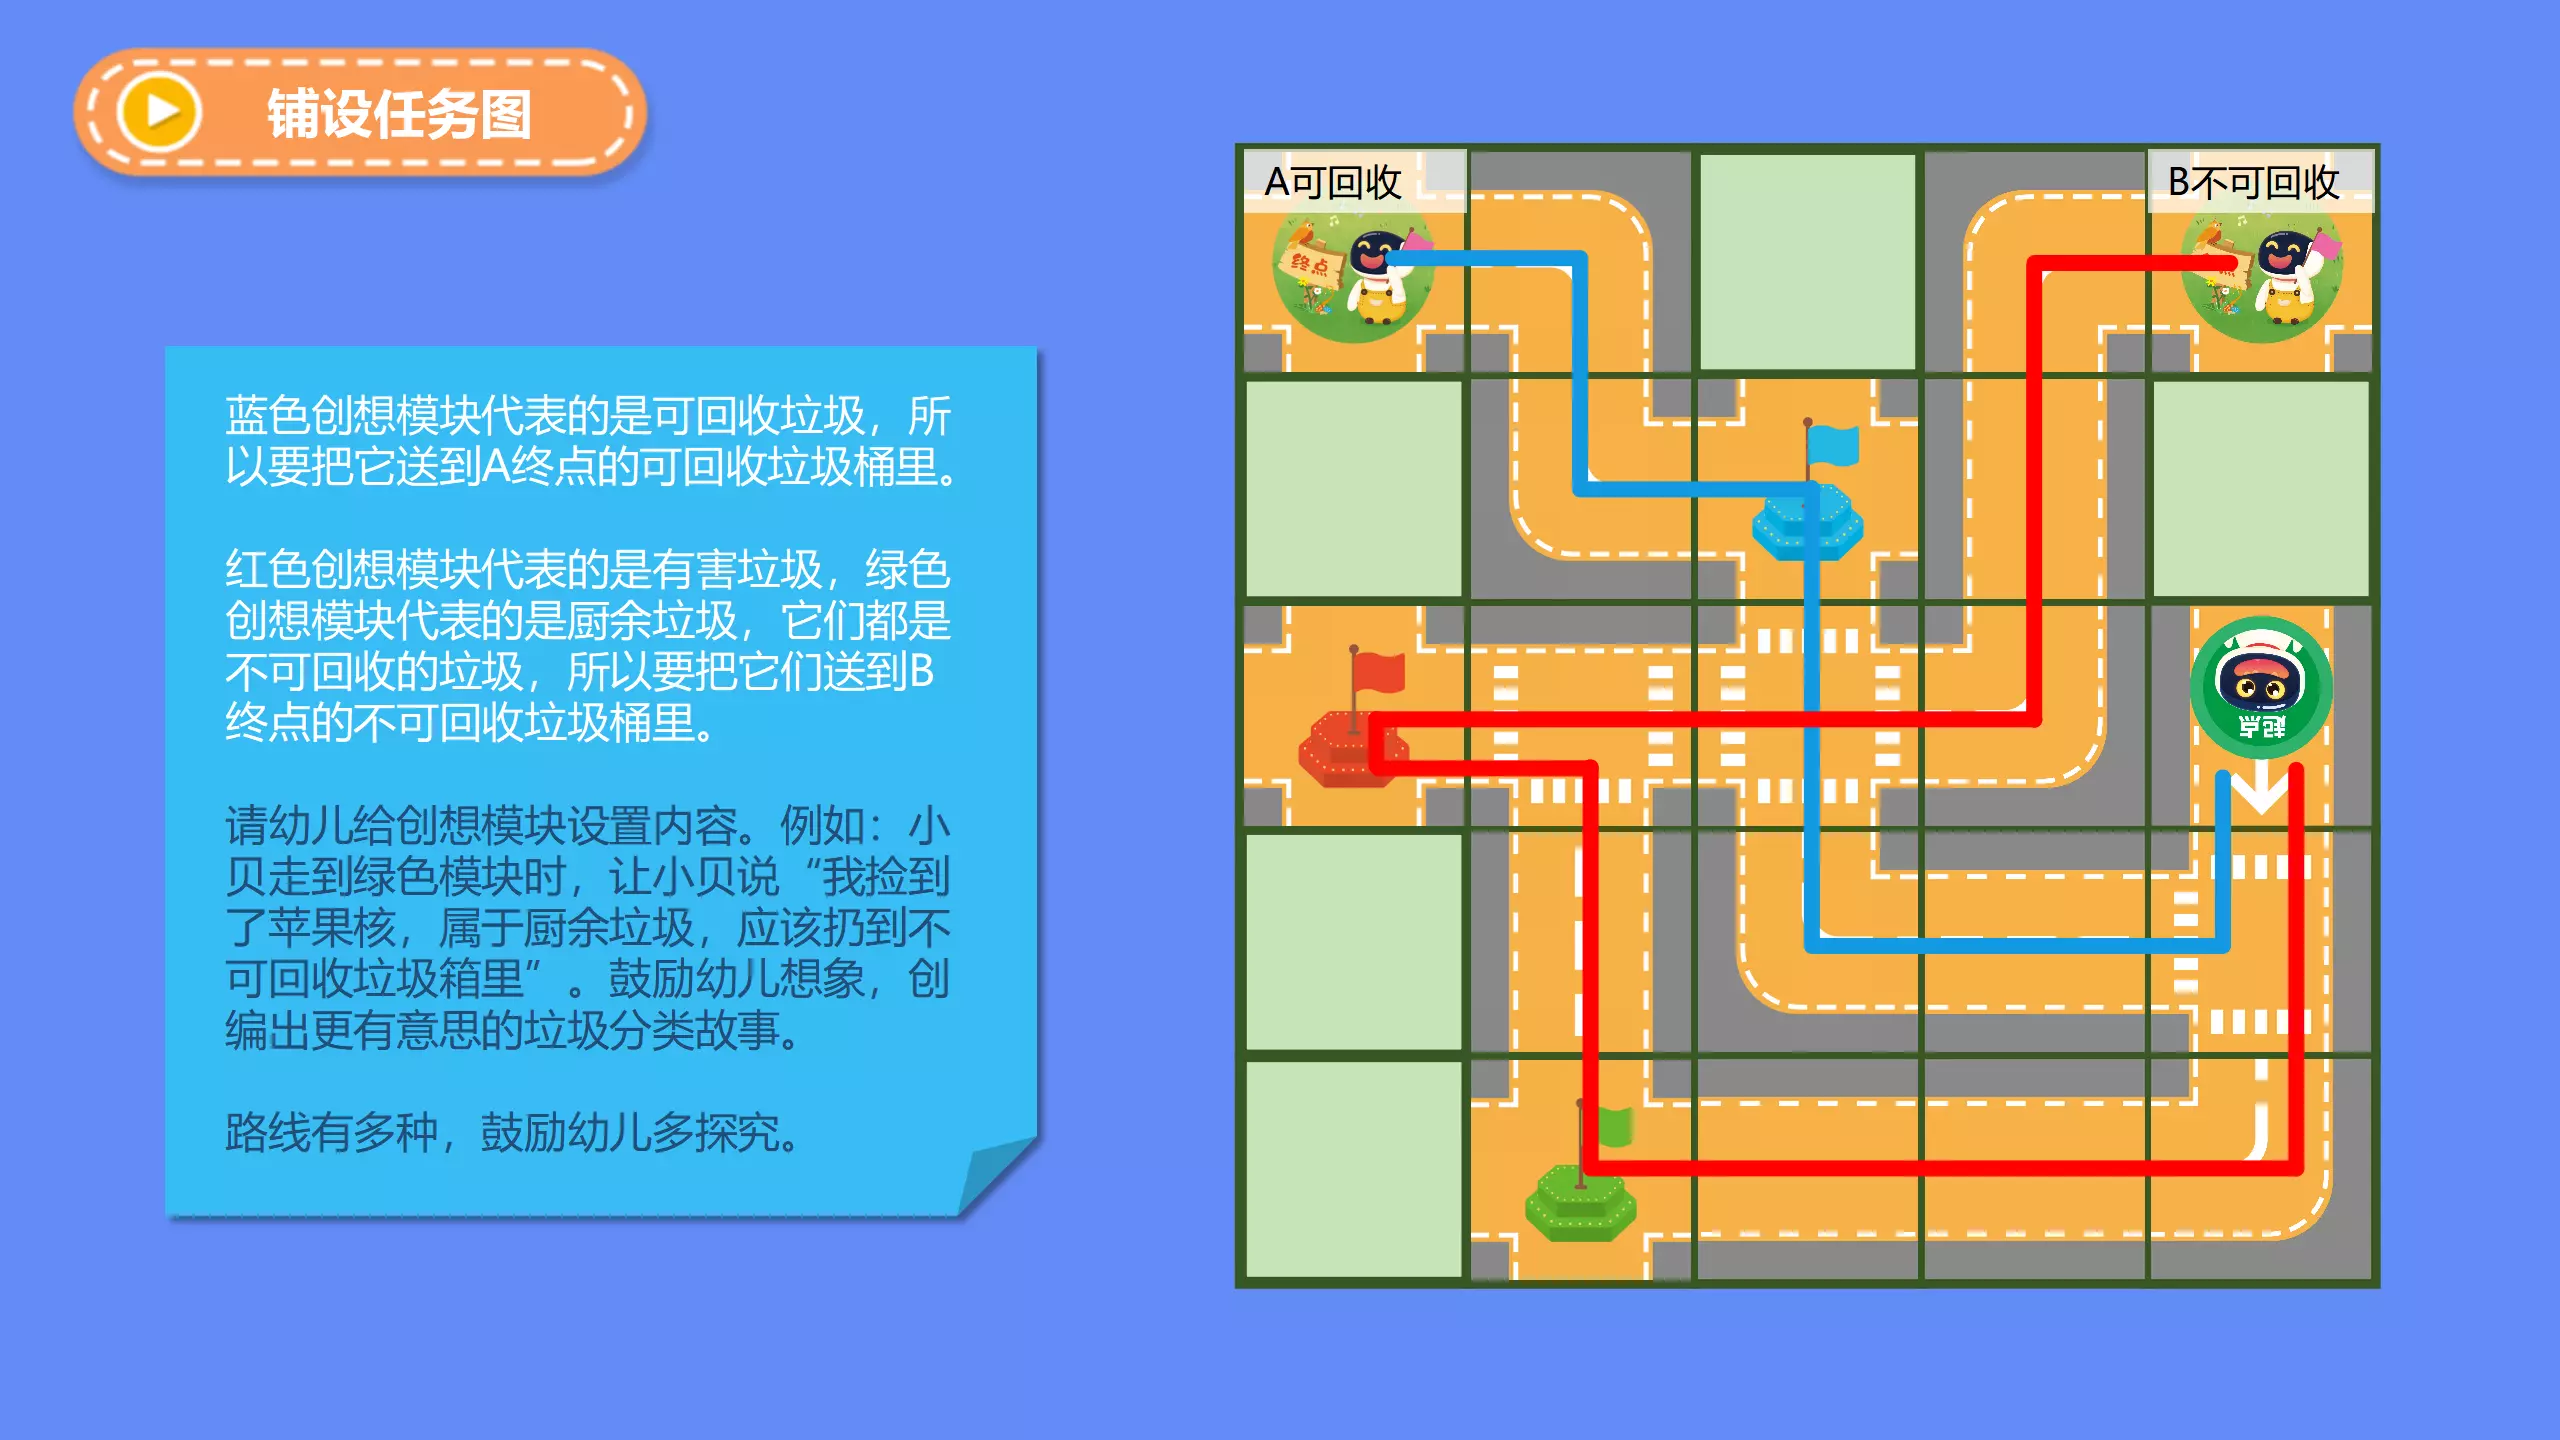 铺设任务图
A可回收
B不可回收
终点
蓝色创想模块代表的是可回收垃圾，所
以要把它送到A终点的可回收垃圾桶里。
红色创想模块代表的是有害垃圾，绿色
创想模块代表的是厨余垃圾，它们都是
不可回收的垃圾，所以要把它们送到B
终点的不可回收垃圾桶里。
请幼儿给创想模块设置内容。例如：小
贝走到绿色模块时，让小贝说“我捡到
了苹果核，属于厨余垃圾，应该扔到不
可回收垃圾箱里”。鼓励幼儿想象，创
编出更有意思的垃圾分类故事。
路线有多种，鼓励幼儿多探究。
起点